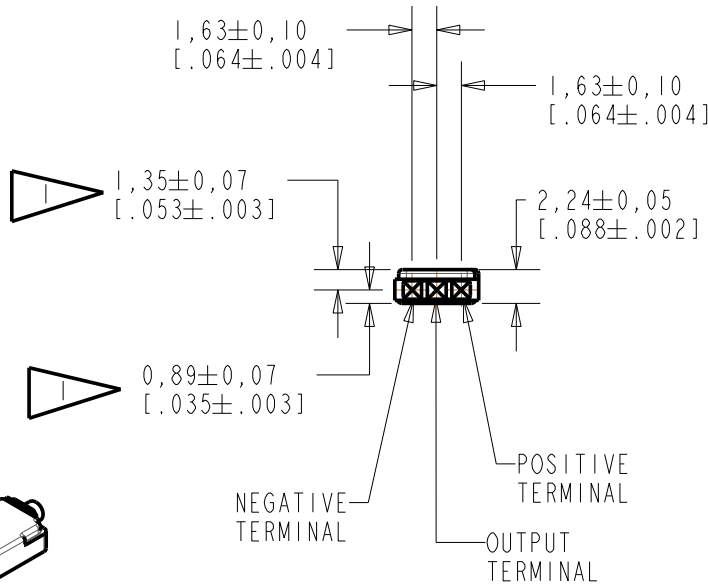 1,63±0,10
[.064±.004]
1,63±0,10
[.064±.004]
1
1,35±0,07
[.053±.003]
2,24±0,05
[.088±.002]
1
0,89±0,07
[.035±.003]
POSITIVE
TERMINAL
NEGATIVE
TERMINAL
OUTPUT
TERMINAL